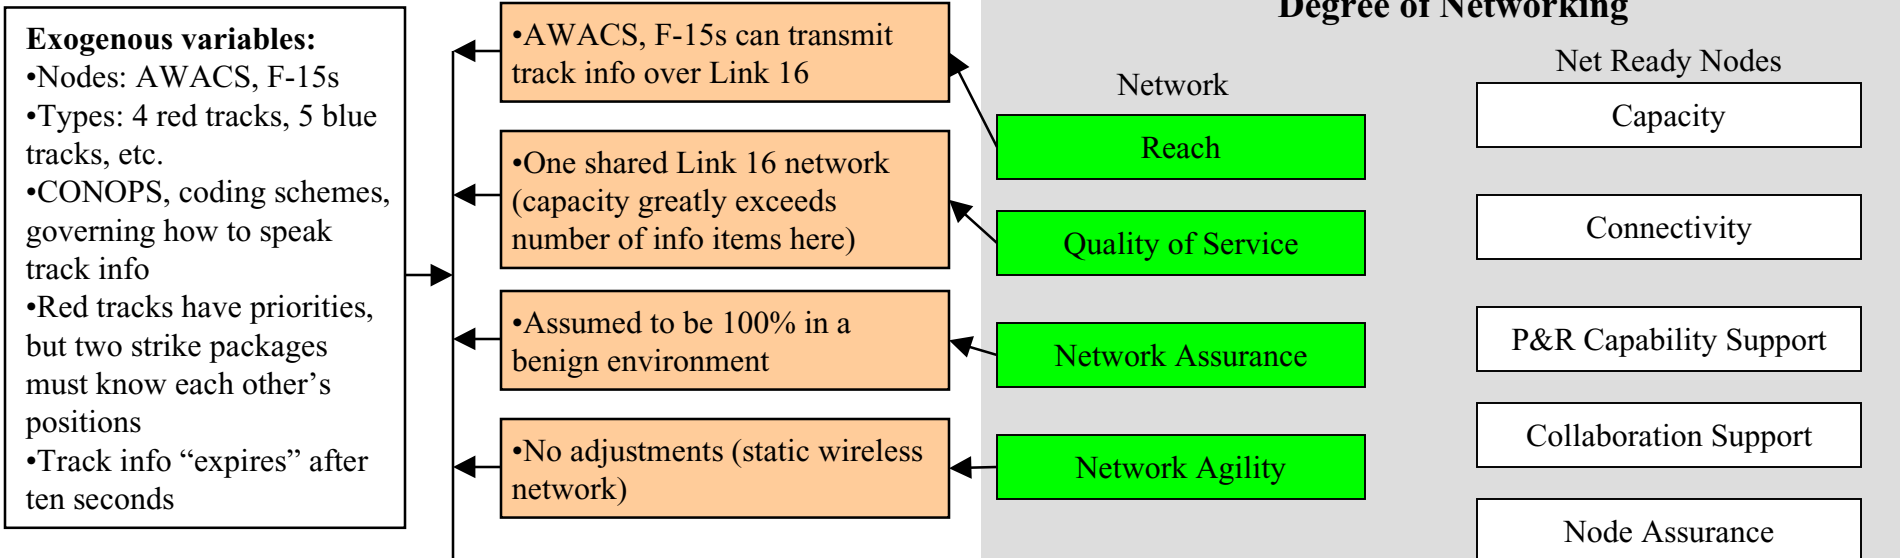 Exogenous variables:
•Nodes: AWACS, F-15s
•Types: 4 red tracks, 5 blue
tracks, etc.
•CONOPS, coding schemes,
governing how to speak
track info
•Red tracks have priorities,
but two strike packages
must know each other’s
positions
•Track info “expires” after
ten seconds
•AWACS, F-15s can transmit
track info over Link 16
•One shared Link 16 network
(capacity greatly exceeds
number of info items here)
•Assumed to be 100% in a
benign environment
•No adjustments (static wireless
network)
Degree of Networking
Network
Reach
Quality of Service
Network Assurance
Network Agility
Net Ready Nodes
Capacity
Connectivity
P&R Capability Support
Collaboration Support
Node Assurance